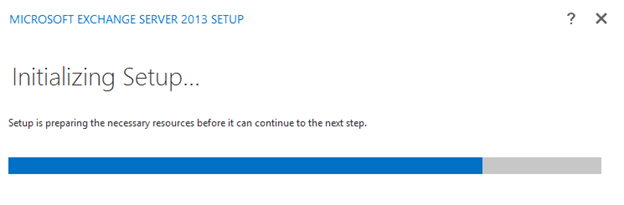 MICROSOFT EXCHANGE SERVER 2013 SETUP
?
Initializing Setup...
Setup is preparing the necessary resources before it can continue to the next step.